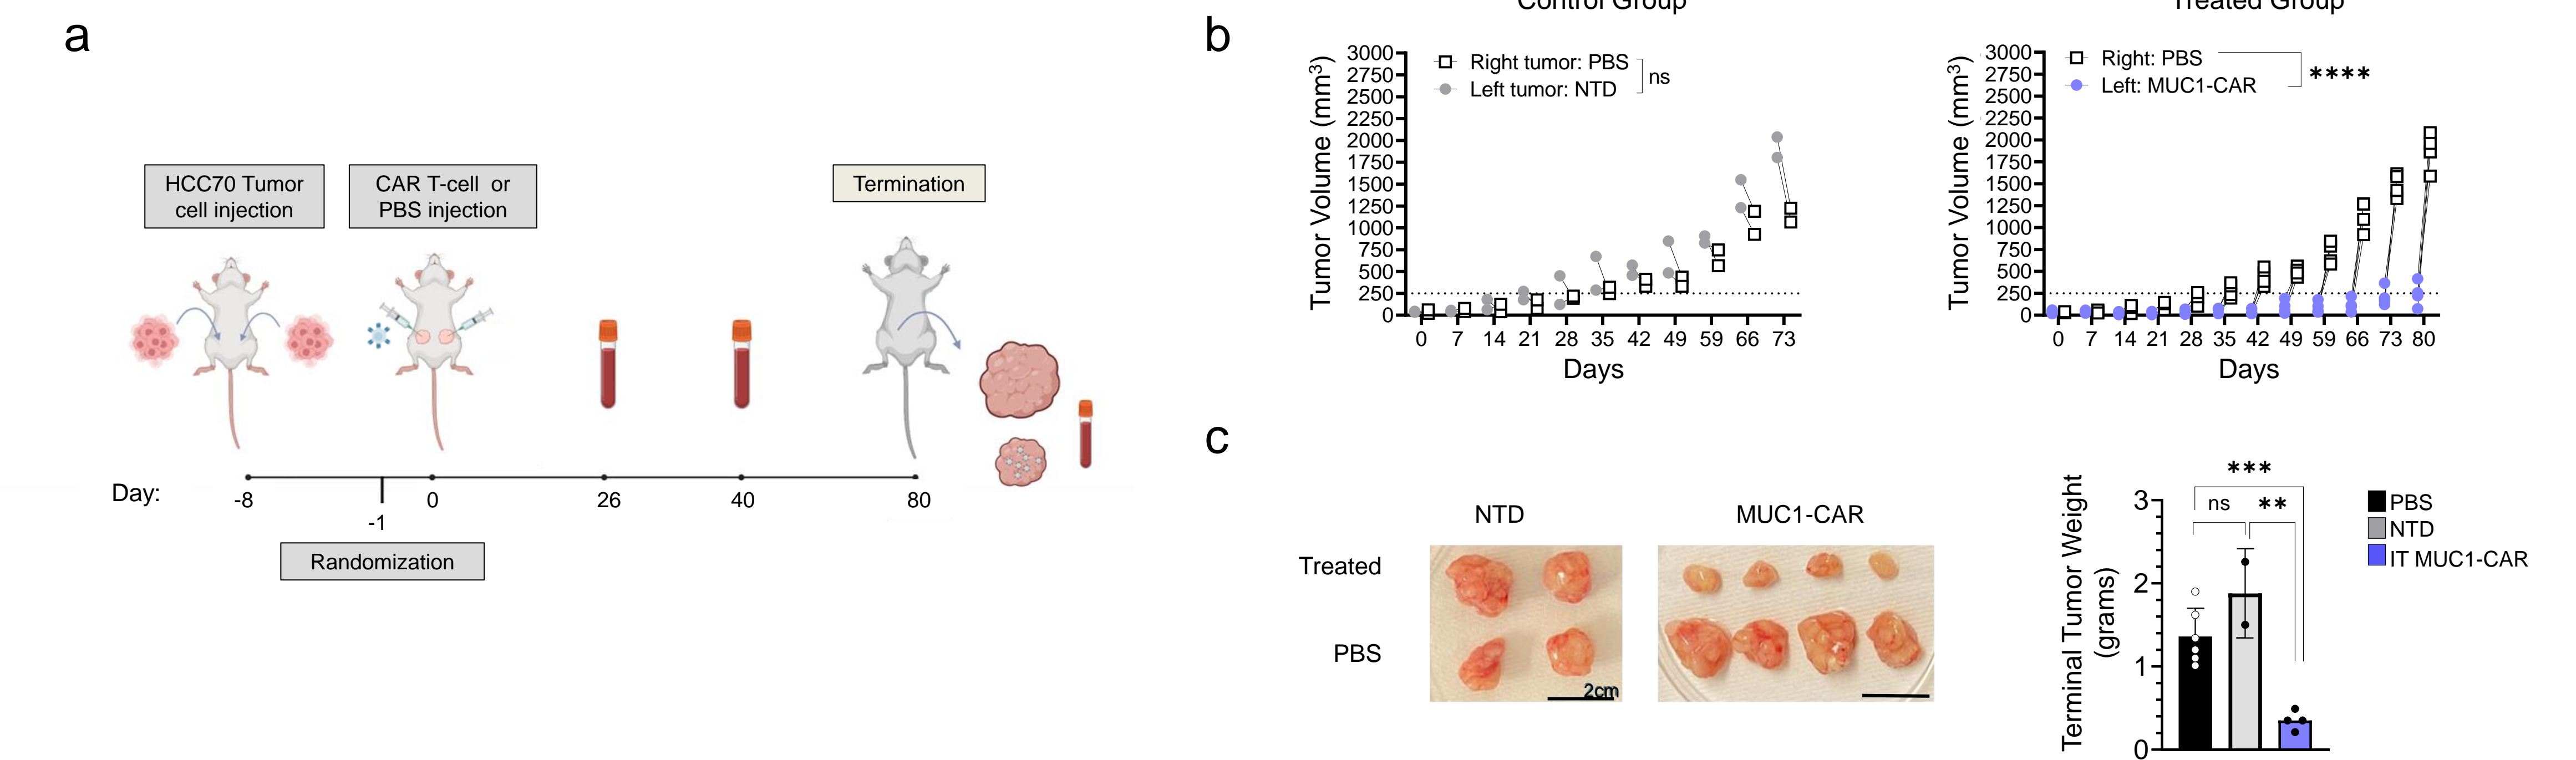 a
HCC70 Tumor
cell injection
CAR T-cell or
PBS injection
Termination
Day:
-8
-1
0
26
40
80
Randomization
b
Control Group
Tumor Volume (mm3)
3000
2750
2500
2250
2000
1750
1500
1250
1000
750
500
250
0
Right tumor: PBS
Left tumor: NTD
ns
0 7 14 21 28 35 42 49 59 66 73
Days
Treated Group
Tumor Volume (mm3)
3000
2750
2500
2250
2000
1750
1500
1250
1000
750
500
250
0
Right: PBS
Left: MUC1-CAR
****
0 7 14 21 28 35 42 49 59 66 73 80
Days
c
NTD
MUC1-CAR
Treated
PBS
2cm
Terminal Tumor Weight
(grams)
3
2
1
0
***
ns
**
PBS
NTD
IT MUC1-CAR